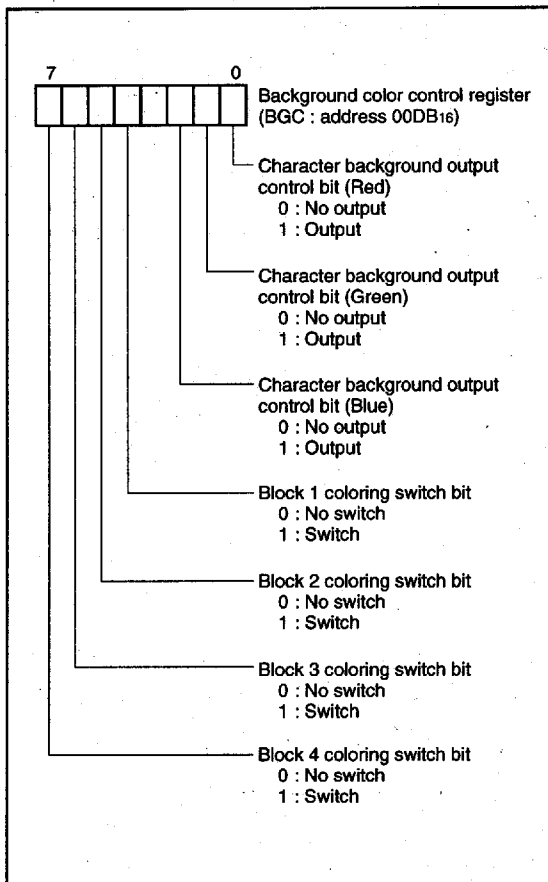 7 0
Background color control register
(BGC : address 00DB16)
Character background output
control bit (Red)
0 : No output
1 : Output
Character background output
control bit (Green)
0 : No output
1 : Output
Character background output
control bit (Blue)
0 : No output
1 : Output
Block 1 coloring switch bit
0 : No switch
1 : Switch
Block 2 coloring switch bit
0 : No switch
1 : Switch
Block 3 coloring switch bit
0 : No switch
1 : Switch
Block 4 coloring switch bit
0 : No switch
1 : Switch